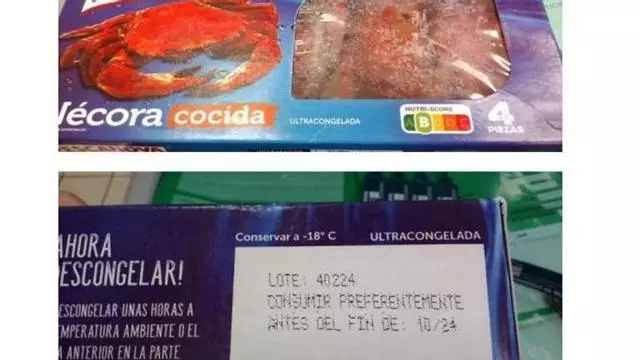 Nécora cocida
ULTRACONGELADA
NUTRI-SCORE
ABCDE
4
PIEZAS
Conservar a -18° C ULTRACONGELADA
¡AHORA
DESCONGELAR!
LOTE: 40224
CONSUMIR PREFERENTEMENTE
ANTES DEL FIN DE: 10/24
DESCONGELAR UNAS HORAS A
TEMPERATURA AMBIENTE O EL
A ANTERIOR EN LA PARTE